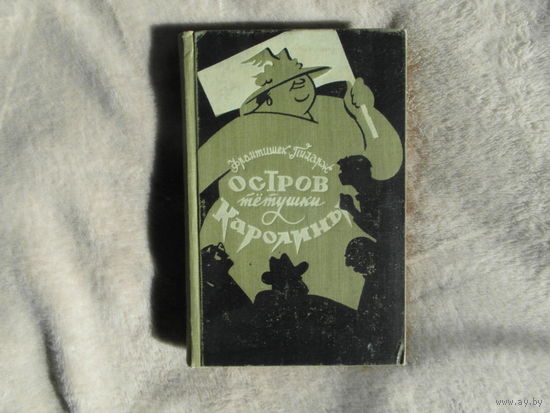 Франтишек Пиларж
ОСТРОВ
тётушки
Каролины
www.ay.by